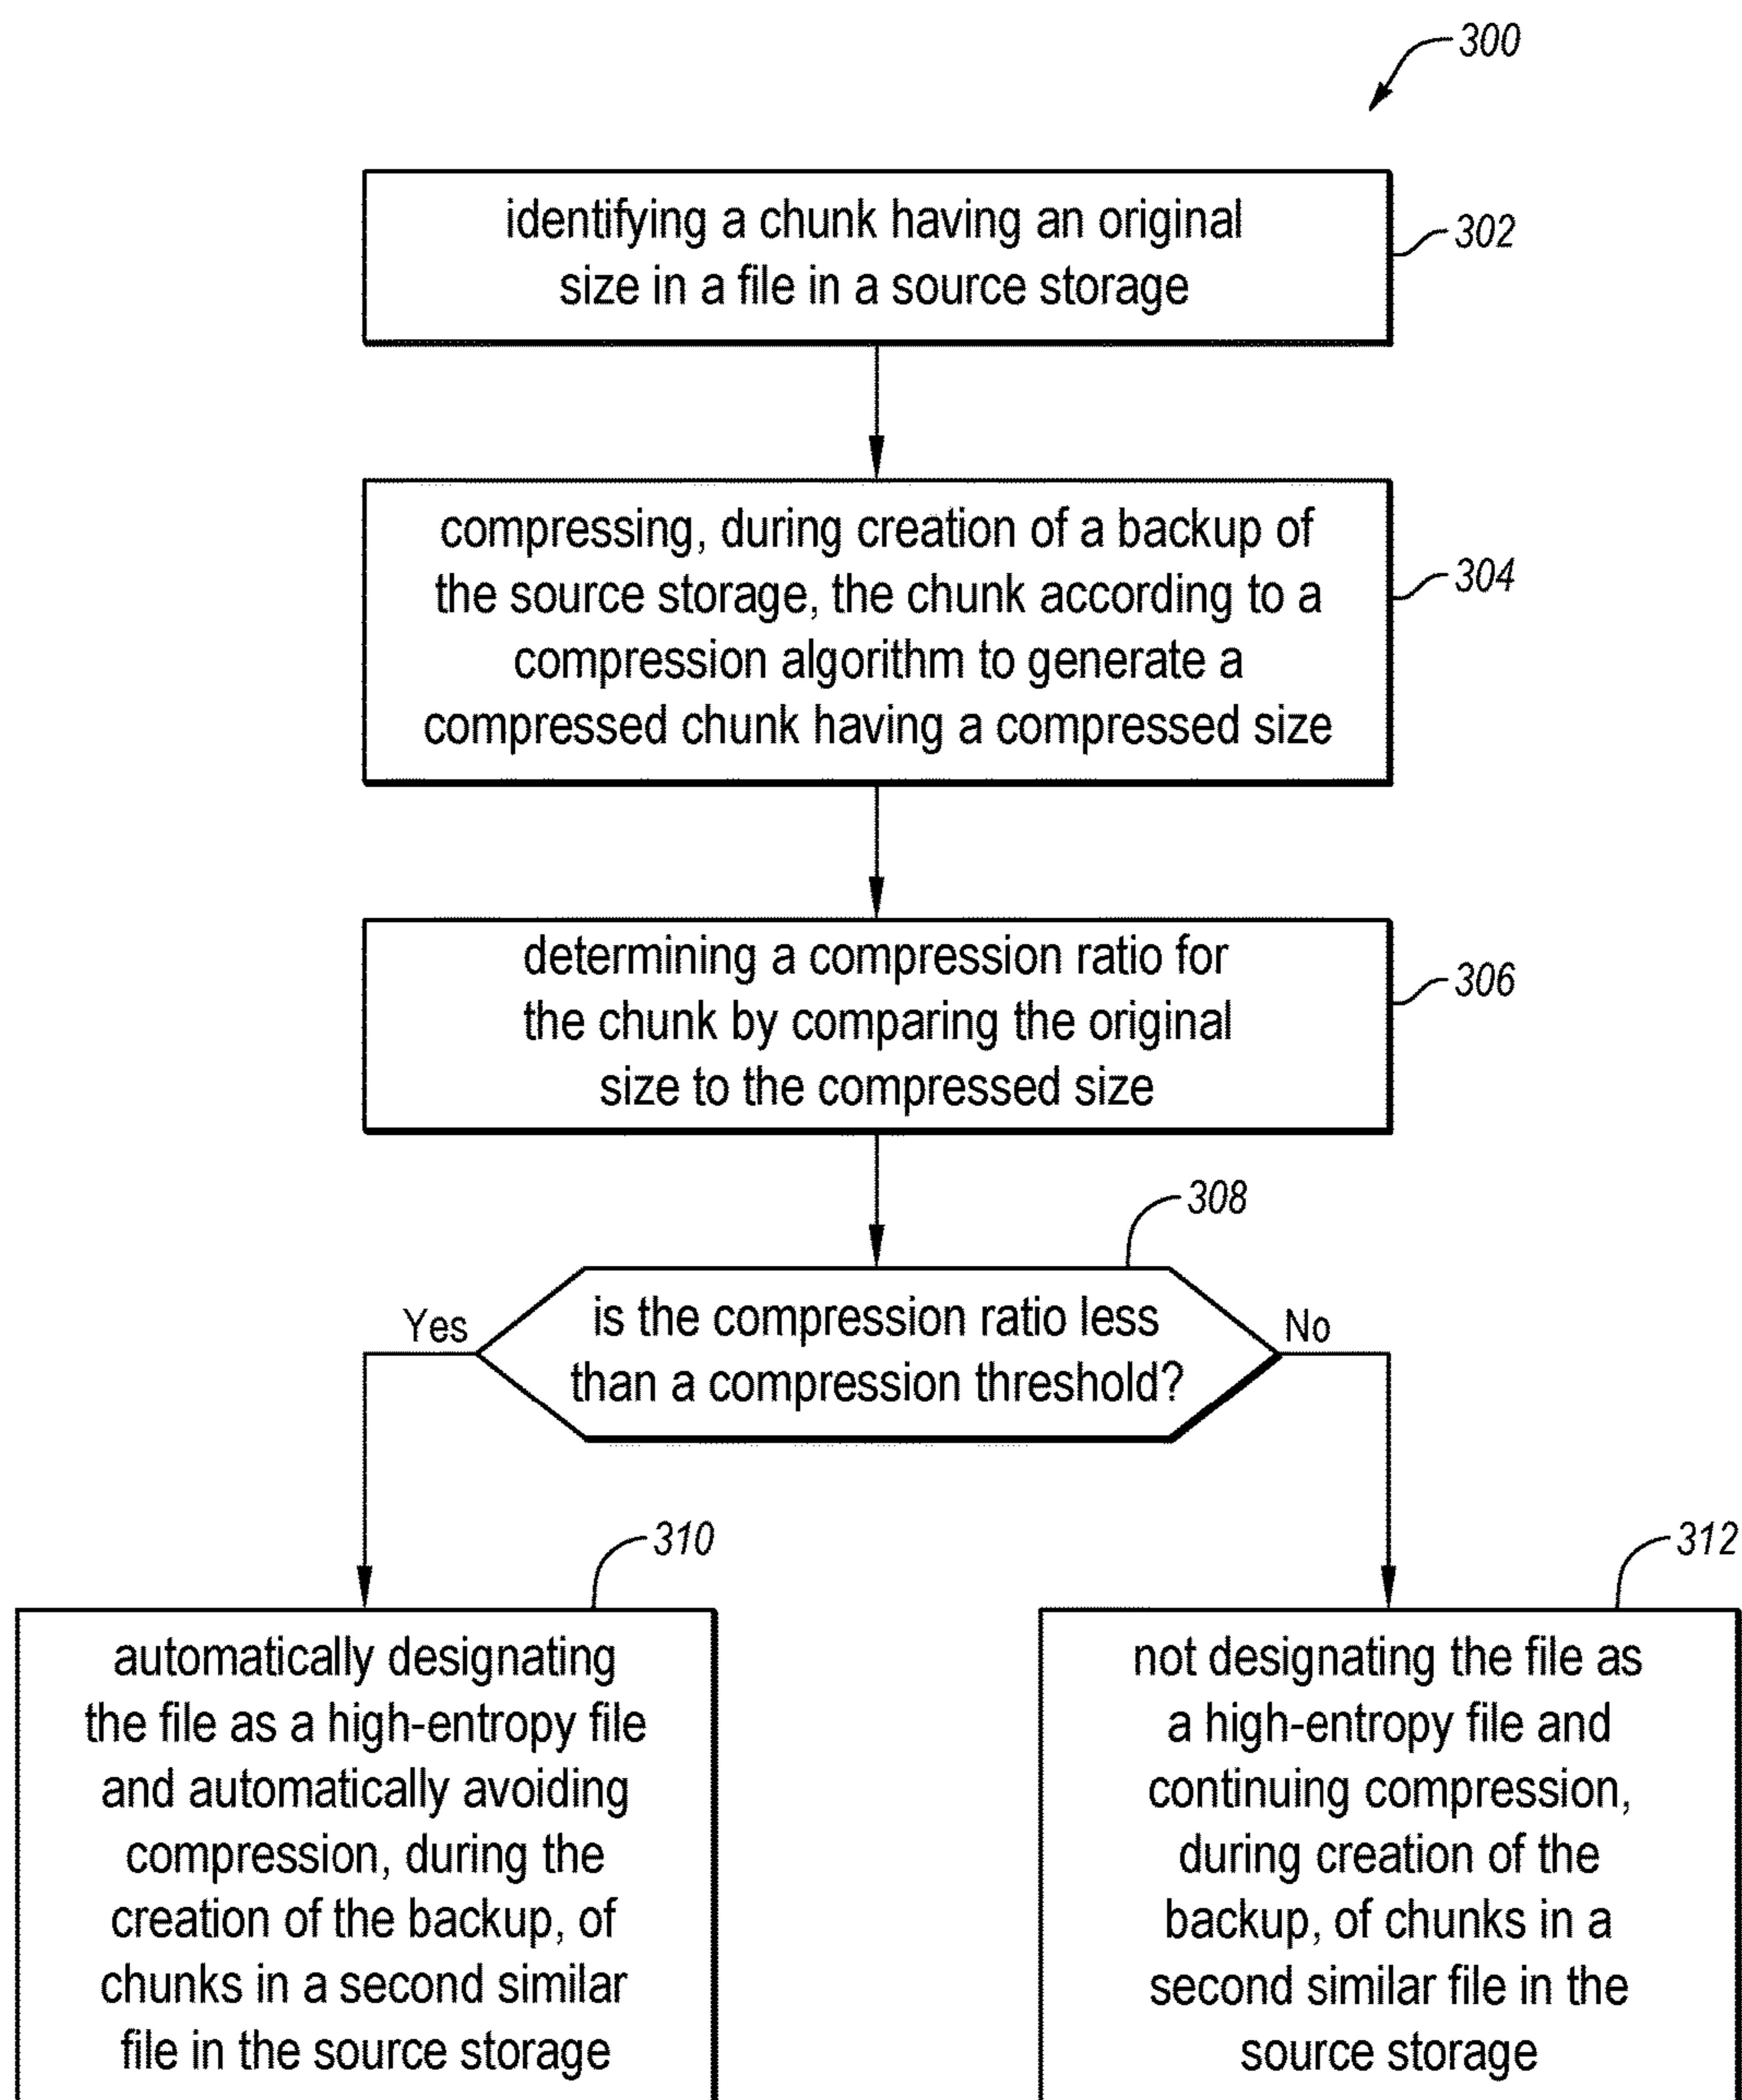 300
identifying a chunk having an original
size in a file in a source storage
302
compressing, during creation of a backup of
the source storage, the chunk according to a
compression algorithm to generate a
compressed chunk having a compressed size
304
determining a compression ratio for
the chunk by comparing the original
size to the compressed size
306
308
is the compression ratio less
than a compression threshold?
Yes
No
310
automatically designating
the file as a high-entropy file
and automatically avoiding
compression, during the
creation of the backup, of
chunks in a second similar
file in the source storage
312
not designating the file as
a high-entropy file and
continuing compression,
during creation of the
backup, of chunks in a
second similar file in the
source storage